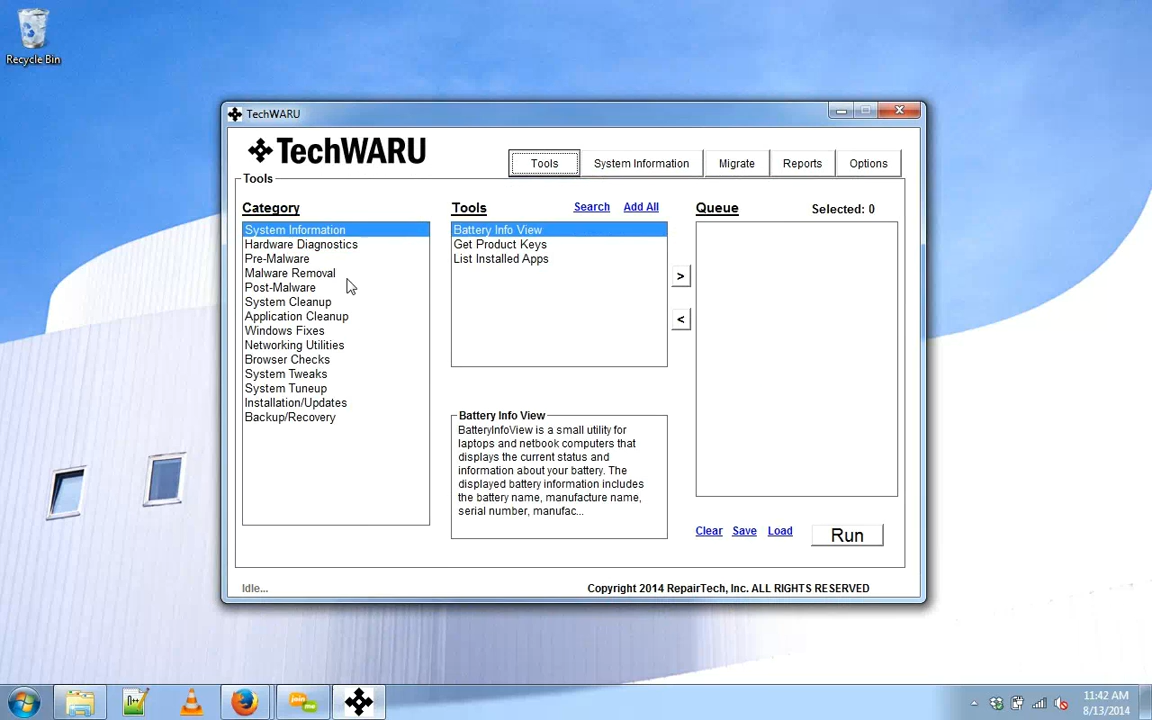 Recycle Bin
TechWARU
TechWARU
Tools
System Information
Migrate
Reports
Options
Tools
Category
Tools
Search
Add All
Queue
Selected: 0
System Information
Hardware Diagnostics
Pre-Malware
Malware Removal
Post-Malware
System Cleanup
Application Cleanup
Windows Fixes
Networking Utilities
Browser Checks
System Tweaks
System Tuneup
Installation/Updates
Backup/Recovery
Battery Info View
Get Product Keys
List Installed Apps
>
<
Battery Info View
BatteryInfoView is a small utility for
laptops and netbook computers that
displays the current status and
information about your battery. The
displayed battery information includes
the battery name, manufacture name,
serial number, manufac...
Clear
Save
Load
Run
Idle...
Copyright 2014 RepairTech, Inc. ALL RIGHTS RESERVED
11:42 AM
8/13/2014